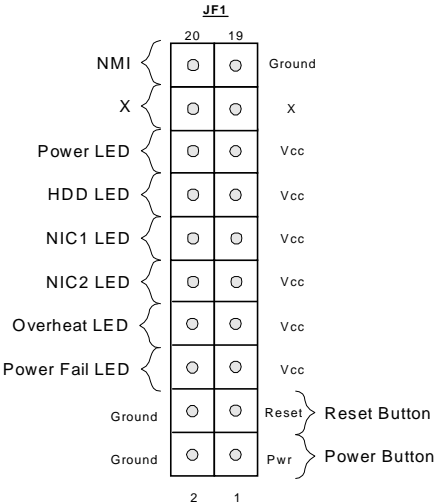 JF1
20 19
NMI Ground
X X
Power LED Vcc
HDD LED Vcc
NIC1 LED Vcc
NIC2 LED Vcc
Overheat LED Vcc
Power Fail LED Vcc
Ground Reset Reset Button
Ground Pwr Power Button
2 1